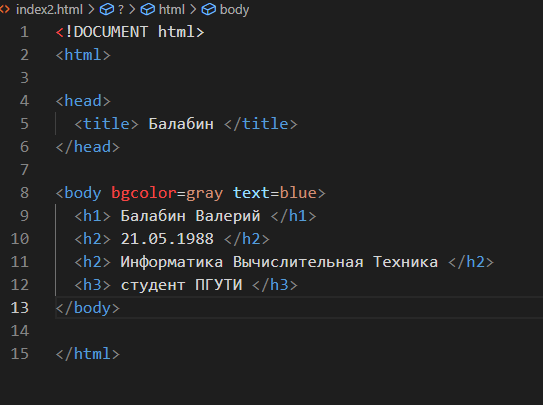 index2.html > ? > html > body
1 <!DOCUMENT html>
2 <html>
3
4 <head>
5 <title> Балабин </title>
6 </head>
7
8 <body bgcolor=gray text=blue>
9 <h1> Балабин Валерий </h1>
10 <h2> 21.05.1988 </h2>
11 <h2> Информатика Вычислительная Техника </h2>
12 <h3> студент ПГУТИ </h3>
13 </body>
14
15 </html>